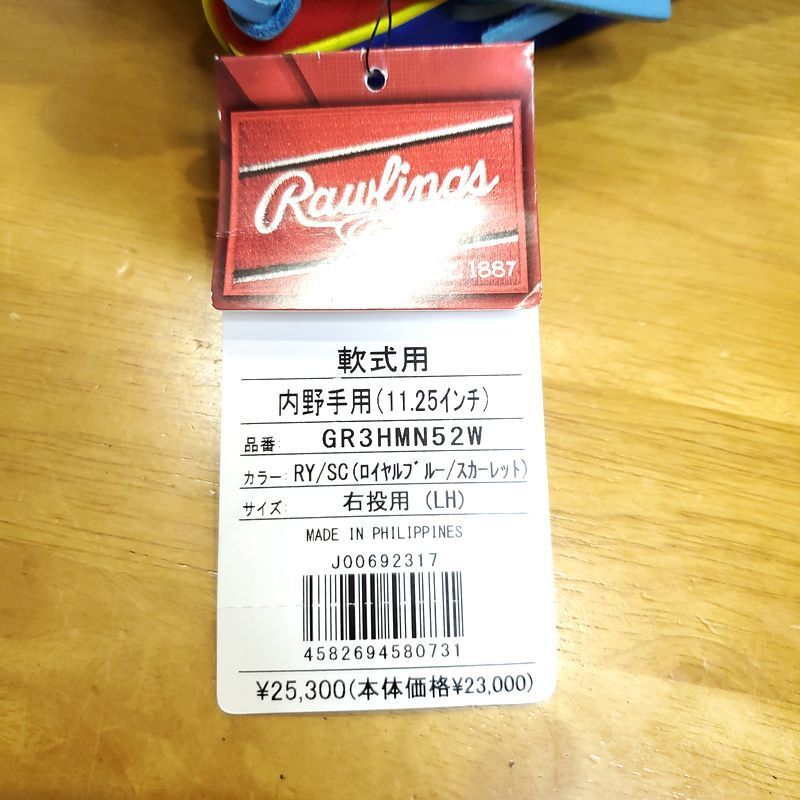 Rawlings
1887
軟式用
内野手用(11.25インチ)
品番: GR3HMN52W
カラー: RY/SC(ロイヤルブルー/スカーレット)
サイズ: 右投用 (LH)
MADE IN PHILIPPINES
J00692317
4582694580731
¥25,300(本体価格¥23,000)